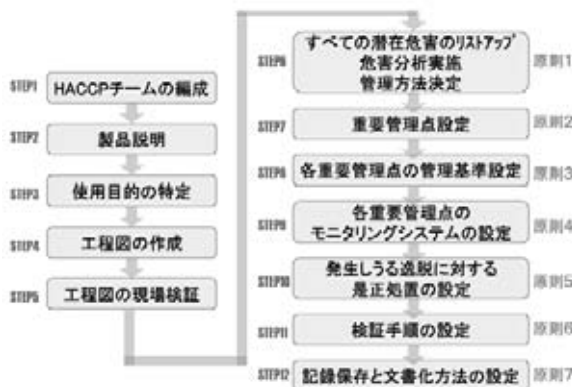 STEP1 HACCPチームの編成
STEP2 製品説明
STEP3 使用目的の特定
STEP4 工程図の作成
STEP5 工程図の現場検証
すべての潜在危害のリストアップ
STEP6 危害分析実施 原則1
管理方法決定
STEP7 重要管理点設定 原則2
STEP8 各重要管理点の管理基準設定 原則3
各重要管理点の
STEP9 モニタリングシステムの設定 原則4
発生しうる逸脱に対する
STEP10 是正処置の設定 原則5
STEP11 検証手順の設定 原則6
STEP12 記録保存と文書化方法の設定 原則7